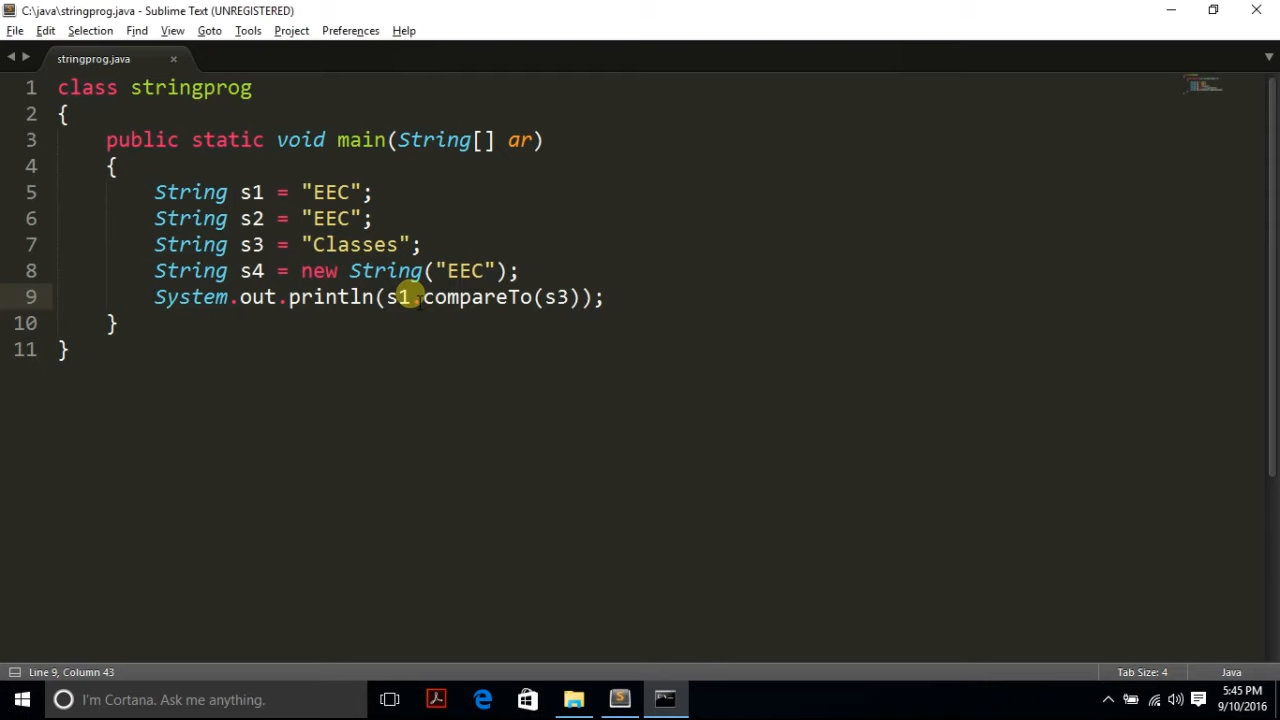 C:\java\stringprog.java - Sublime Text (UNREGISTERED)
File Edit Selection Find View Goto Tools Project Preferences Help
stringprog.java ×
1 class stringprog
2 {
3 public static void main(String[] ar)
4 {
5 String s1 = "EEC";
6 String s2 = "EEC";
7 String s3 = "Classes";
8 String s4 = new String("EEC");
9 System.out.println(s1.compareTo(s3));
10 }
11 }
Line 9, Column 43 Tab Size: 4 Java
I'm Cortana. Ask me anything. 5:45 PM
9/10/2016